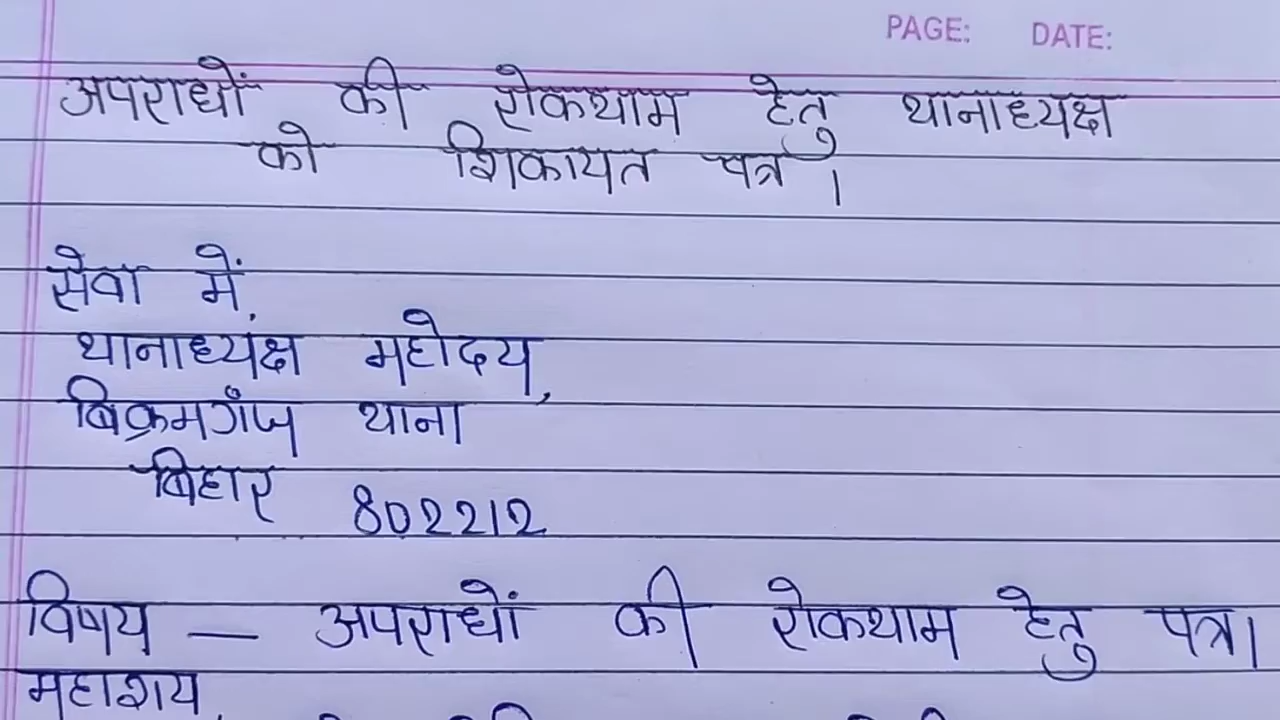 PAGE: DATE:
अपराधों की रोकथाम हेतु थानाध्यक्ष
को शिकायत पत्र।
सेवा में,
थानाध्यक्ष महोदय,
बिक्रमगँज थाना
बिहार 802212
विषय — अपराधों की रोकथाम हेतु पत्र।
महाशय,